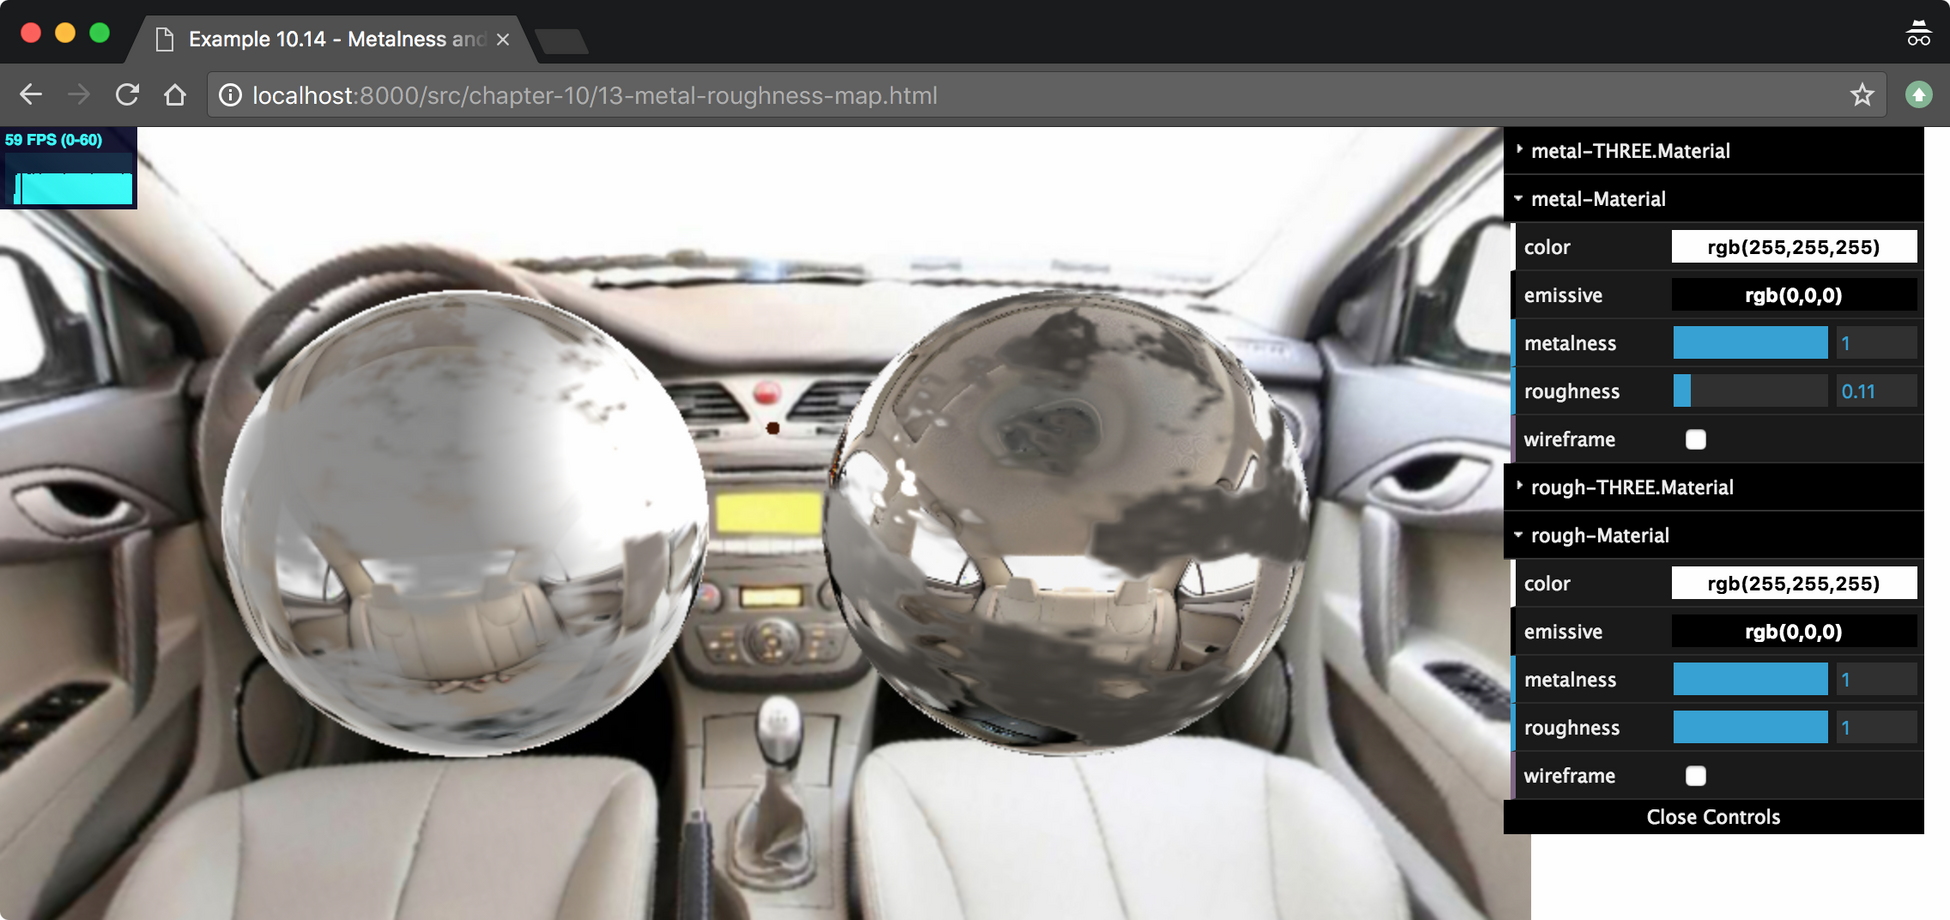 Example 10.14 - Metalness and
localhost:8000/src/chapter-10/13-metal-roughness-map.html
59 FPS (0-60)
metal-THREE.Material
metal-Material
color rgb(255,255,255)
emissive rgb(0,0,0)
metalness 1
roughness 0.11
wireframe
rough-THREE.Material
rough-Material
color rgb(255,255,255)
emissive rgb(0,0,0)
metalness 1
roughness 1
wireframe
Close Controls